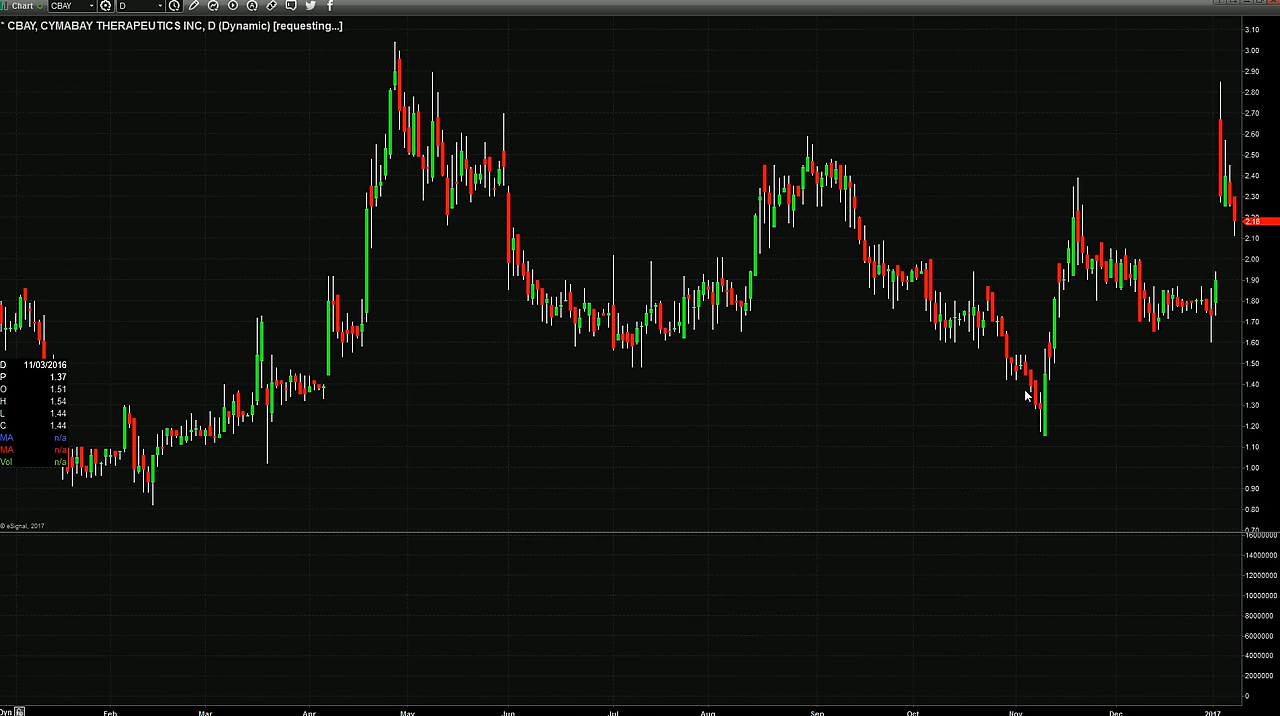 Chart CBAY D
* CBAY, CYMABAY THERAPEUTICS INC, D (Dynamic) [requesting...]
3.10
3.00
2.90
2.80
2.70
2.60
2.50
2.40
2.30
2.20
2.18
2.10
2.00
1.90
1.80
1.70
1.60
1.50
1.40
1.30
1.20
1.10
1.00
0.90
0.80
0.70
D 11/03/2016
P 1.37
O 1.51
H 1.54
L 1.44
C 1.44
MA n/a
MA n/a
Vol n/a
© eSignal, 2017
16000000
14000000
12000000
10000000
8000000
6000000
4000000
2000000
0
Dyn Feb Mar Apr May Jun Jul Aug Sep Oct Nov Dec 2017